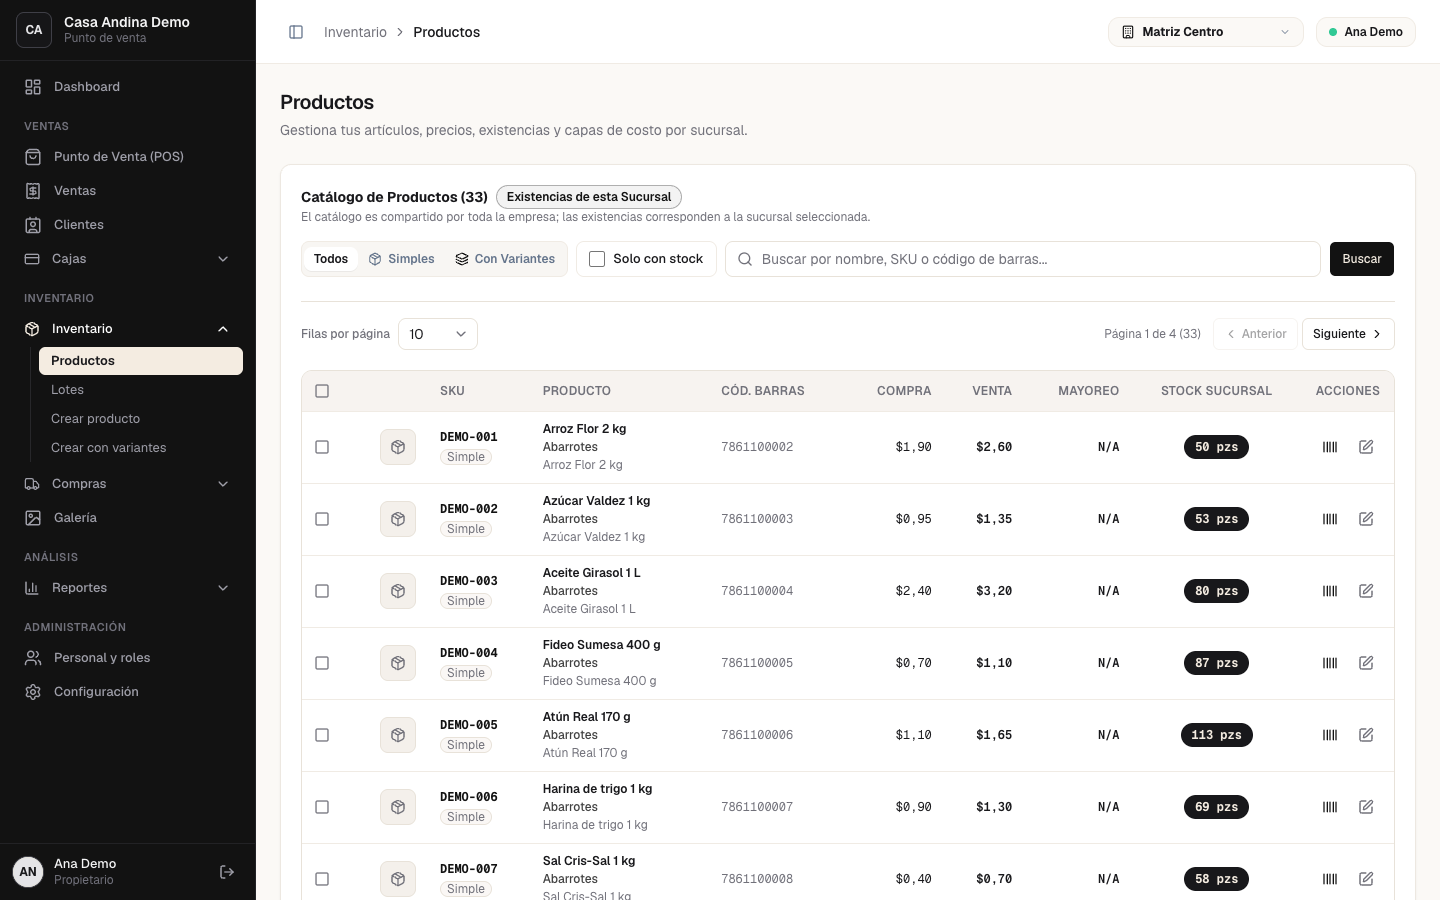 CA
Casa Andina Demo
Punto de venta
Dashboard
VENTAS
Punto de Venta (POS)
Ventas
Clientes
Cajas
INVENTARIO
Inventario
Productos
Lotes
Crear producto
Crear con variantes
Compras
Galería
ANÁLISIS
Reportes
ADMINISTRACIÓN
Personal y roles
Configuración
AN
Ana Demo
Propietario
Inventario > Productos
Matriz Centro
Ana Demo
Productos
Gestiona tus artículos, precios, existencias y capas de costo por sucursal.
Catálogo de Productos (33) Existencias de esta Sucursal
El catálogo es compartido por toda la empresa; las existencias corresponden a la sucursal seleccionada.
Todos Simples Con Variantes Solo con stock Buscar por nombre, SKU o código de barras... Buscar
Filas por página 10 Página 1 de 4 (33) Anterior Siguiente
SKU PRODUCTO CÓD. BARRAS COMPRA VENTA MAYOREO STOCK SUCURSAL ACCIONES
DEMO-001 Simple Arroz Flor 2 kg Abarrotes Arroz Flor 2 kg 7861100002 $1,90 $2,60 N/A 50 pzs
DEMO-002 Simple Azúcar Valdez 1 kg Abarrotes Azúcar Valdez 1 kg 7861100003 $0,95 $1,35 N/A 53 pzs
DEMO-003 Simple Aceite Girasol 1 L Abarrotes Aceite Girasol 1 L 7861100004 $2,40 $3,20 N/A 80 pzs
DEMO-004 Simple Fideo Sumesa 400 g Abarrotes Fideo Sumesa 400 g 7861100005 $0,70 $1,10 N/A 87 pzs
DEMO-005 Simple Atún Real 170 g Abarrotes Atún Real 170 g 7861100006 $1,10 $1,65 N/A 113 pzs
DEMO-006 Simple Harina de trigo 1 kg Abarrotes Harina de trigo 1 kg 7861100007 $0,90 $1,30 N/A 69 pzs
DEMO-007 Simple Sal Cris-Sal 1 kg Abarrotes Sal Cris-Sal 1 kg 7861100008 $0,40 $0,70 N/A 58 pzs